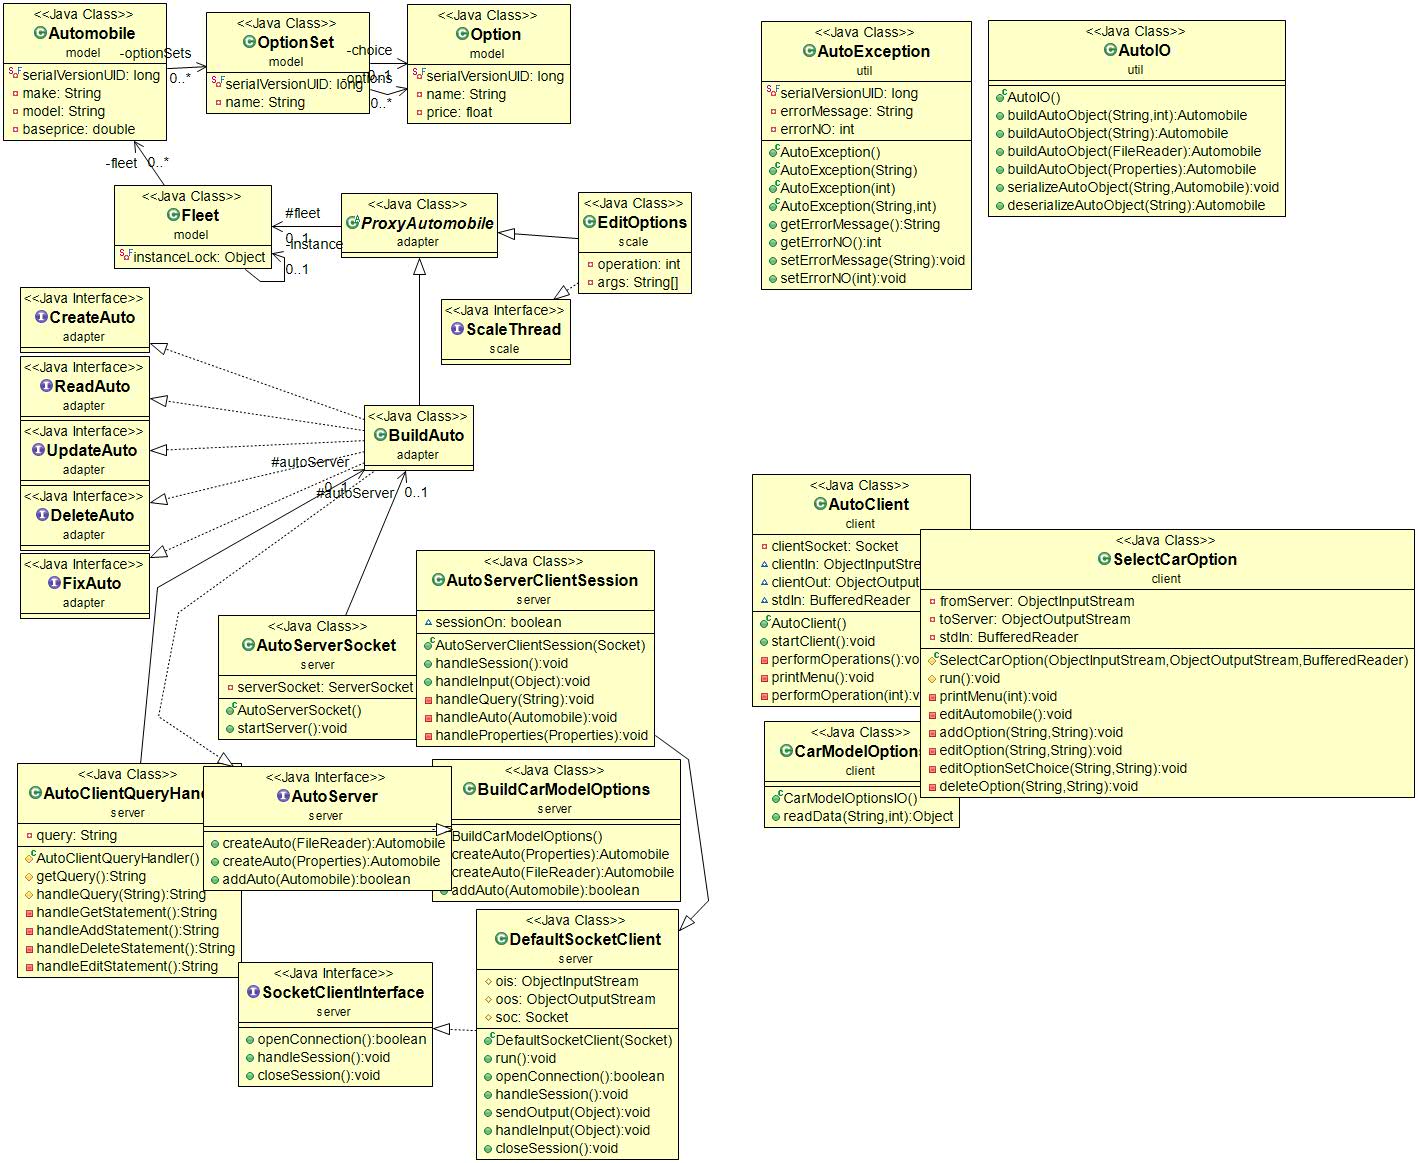 <<Java Class>>
Automobile
model
serialVersionUID: long
make: String
model: String
baseprice: double
-optionSets
0..*
<<Java Class>>
OptionSet
model
serialVersionUID: long
name: String
-choice
0..1
-options
0..*
<<Java Class>>
Option
model
serialVersionUID: long
name: String
price: float
-fleet
0..*
<<Java Class>>
Fleet
model
instanceLock: Object
#fleet
0..1
-instance
0..1
<<Java Class>>
ProxyAutomobile
adapter
<<Java Class>>
EditOptions
scale
operation: int
args: String[]
<<Java Interface>>
ScaleThread
scale
<<Java Class>>
AutoException
util
serialVersionUID: long
errorMessage: String
errorNO: int
AutoException()
AutoException(String)
AutoException(int)
AutoException(String,int)
getErrorMessage():String
getErrorNO():int
setErrorMessage(String):void
setErrorNO(int):void
<<Java Class>>
AutoIO
util
AutoIO()
buildAutoObject(String,int):Automobile
buildAutoObject(String):Automobile
buildAutoObject(FileReader):Automobile
buildAutoObject(Properties):Automobile
serializeAutoObject(String,Automobile):void
deserializeAutoObject(String):Automobile
<<Java Interface>>
CreateAuto
adapter
<<Java Interface>>
ReadAuto
adapter
<<Java Interface>>
UpdateAuto
adapter
<<Java Interface>>
DeleteAuto
adapter
<<Java Interface>>
FixAuto
adapter
<<Java Class>>
BuildAuto
adapter
#autoServer
0..1
#autoServer
0..1
<<Java Class>>
AutoServerSocket
server
serverSocket: ServerSocket
AutoServerSocket()
startServer():void
<<Java Class>>
AutoServerClientSession
server
sessionOn: boolean
AutoServerClientSession(Socket)
handleSession():void
handleInput(Object):void
handleQuery(String):void
handleAuto(Automobile):void
handleProperties(Properties):void
<<Java Class>>
AutoClient
client
clientSocket: Socket
clientIn: ObjectInputStre
clientOut: ObjectOutput
stdIn: BufferedReader
AutoClient()
startClient():void
performOperations():vo
printMenu():void
performOperation(int):v
<<Java Class>>
SelectCarOption
client
fromServer: ObjectInputStream
toServer: ObjectOutputStream
stdIn: BufferedReader
SelectCarOption(ObjectInputStream,ObjectOutputStream,BufferedReader)
run():void
printMenu(int):void
editAutomobile():void
addOption(String,String):void
editOption(String,String):void
editOptionSetChoice(String,String):void
deleteOption(String,String):void
<<Java Class>>
CarModelOption
client
CarModelOptionsIO()
readData(String,int):Object
<<Java Class>>
AutoClientQueryHan
server
query: String
AutoClientQueryHandler()
getQuery():String
handleQuery(String):String
handleGetStatement():String
handleAddStatement():String
handleDeleteStatement():String
handleEditStatement():String
<<Java Interface>>
AutoServer
server
createAuto(FileReader):Automobile
createAuto(Properties):Automobile
addAuto(Automobile):boolean
<<Java Class>>
BuildCarModelOptions
server
BuildCarModelOptions()
createAuto(Properties):Automobile
createAuto(FileReader):Automobile
addAuto(Automobile):boolean
<<Java Interface>>
SocketClientInterface
server
openConnection():boolean
handleSession():void
closeSession():void
<<Java Class>>
DefaultSocketClient
server
ois: ObjectInputStream
oos: ObjectOutputStream
soc: Socket
DefaultSocketClient(Socket)
run():void
openConnection():boolean
handleSession():void
sendOutput(Object):void
handleInput(Object):void
closeSession():void